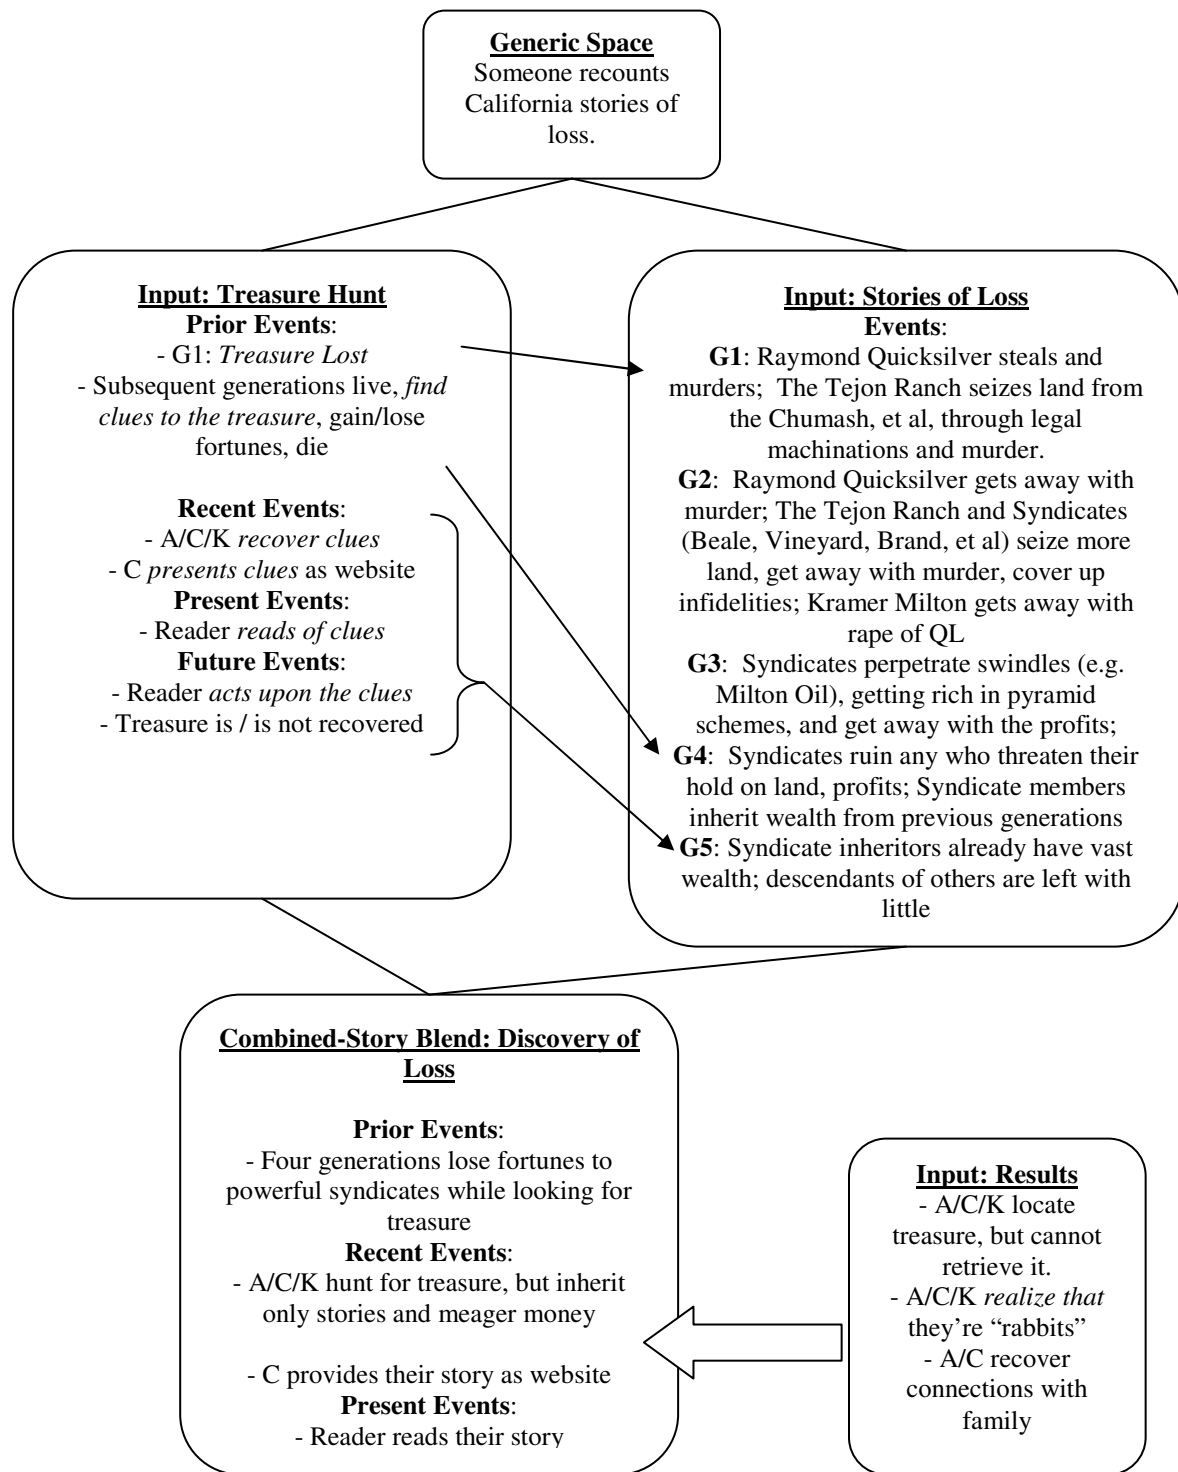 Generic Space
Someone recounts
California stories of
loss.
Input: Treasure Hunt
Prior Events:
- G1: Treasure Lost
- Subsequent generations live, find
clues to the treasure, gain/lose
fortunes, die
Recent Events:
- A/C/K recover clues
- C presents clues as website
Present Events:
- Reader reads of clues
Future Events:
- Reader acts upon the clues
- Treasure is / is not recovered
Input: Stories of Loss
Events:
G1: Raymond Quicksilver steals and
murders; The Tejon Ranch seizes land from
the Chumash, et al, through legal
machinations and murder.
G2: Raymond Quicksilver gets away with
murder; The Tejon Ranch and Syndicates
(Beale, Vineyard, Brand, et al) seize more
land, get away with murder, cover up
infidelities; Kramer Milton gets away with
rape of QL
G3: Syndicates perpetrate swindles (e.g.
Milton Oil), getting rich in pyramid
schemes, and get away with the profits;
G4: Syndicates ruin any who threaten their
hold on land, profits; Syndicate members
inherit wealth from previous generations
G5: Syndicate inheritors already have vast
wealth; descendants of others are left with
little
Combined-Story Blend: Discovery of
Loss
Prior Events:
- Four generations lose fortunes to
powerful syndicates while looking for
treasure
Recent Events:
- A/C/K hunt for treasure, but inherit
only stories and meager money
- C provides their story as website
Present Events:
- Reader reads their story
Input: Results
- A/C/K locate
treasure, but cannot
retrieve it.
- A/C/K realize that
they're “rabbits”
- A/C recover
connections with
family